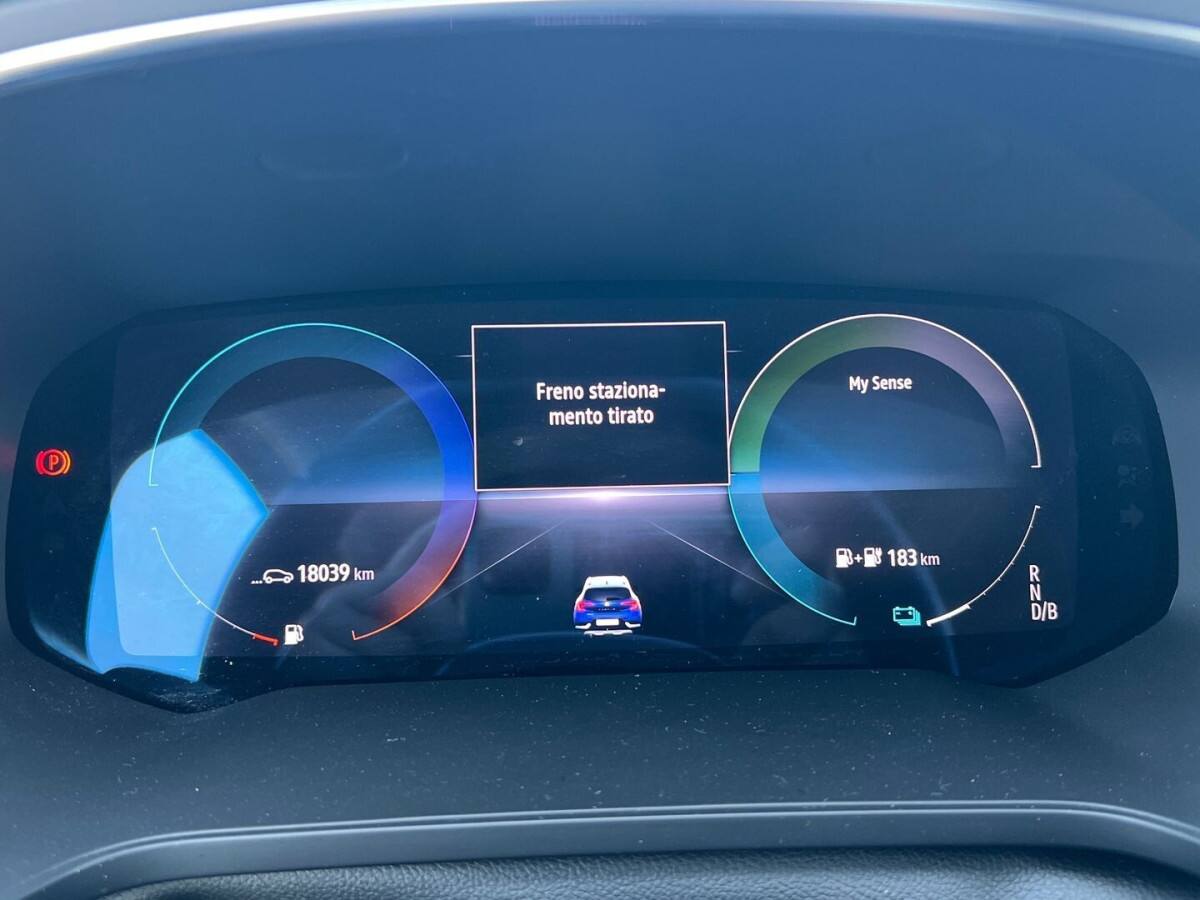 Freno staziona-
mento tirato
My Sense
P
...18039 km
+ 183 km
R
N
D/B